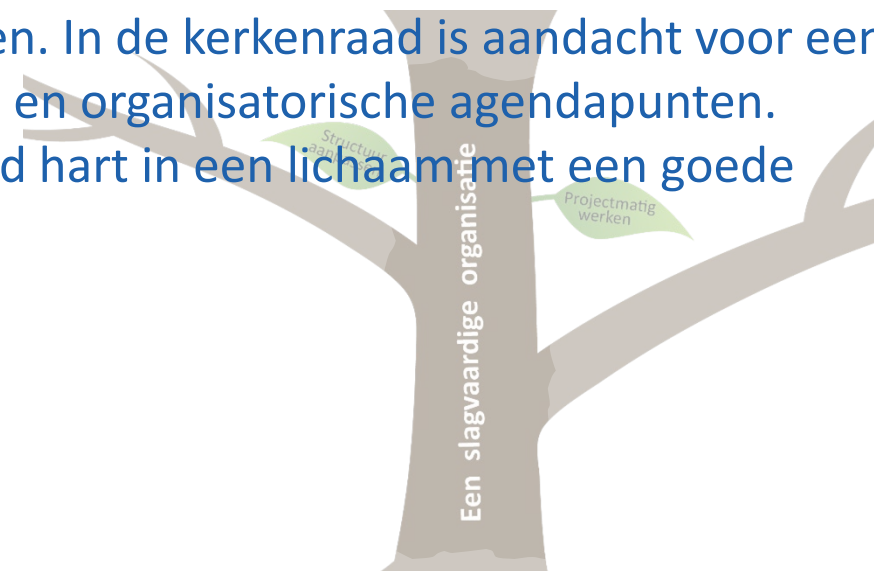 en. In de kerkenraad is aandacht voor een
en organisatorische agendapunten.
d hart in een lichaam met een goede
Structuur
Projectmatig
werken
Een slagvaardige organisatie